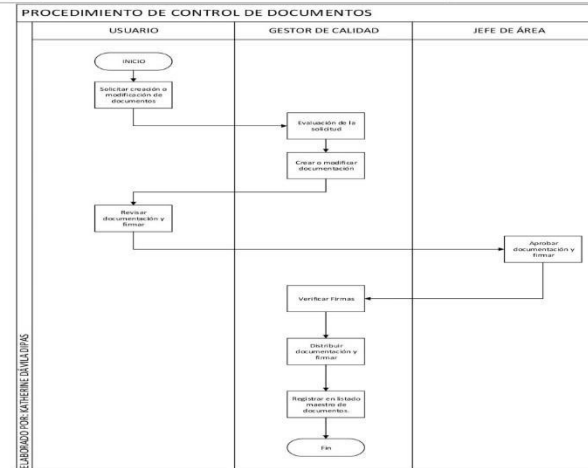 PROCEDIMIENTO DE CONTROL DE DOCUMENTOS
USUARIO
GESTOR DE CALIDAD
JEFE DE ÁREA
INICIO
Solicitar creación o
modificación de
documentos
Evaluación de la
solicitud
Crear o modificar
documentación
Revisar
documentación y
firmar
Aprobar
documentación y
firmar
Verificar Firmas
Distribuir
documentación y
firmar
Registrar en listado
maestro de
documentos.
Fin
ELABORADO POR: KATHERINE DÁVILA DIPAS